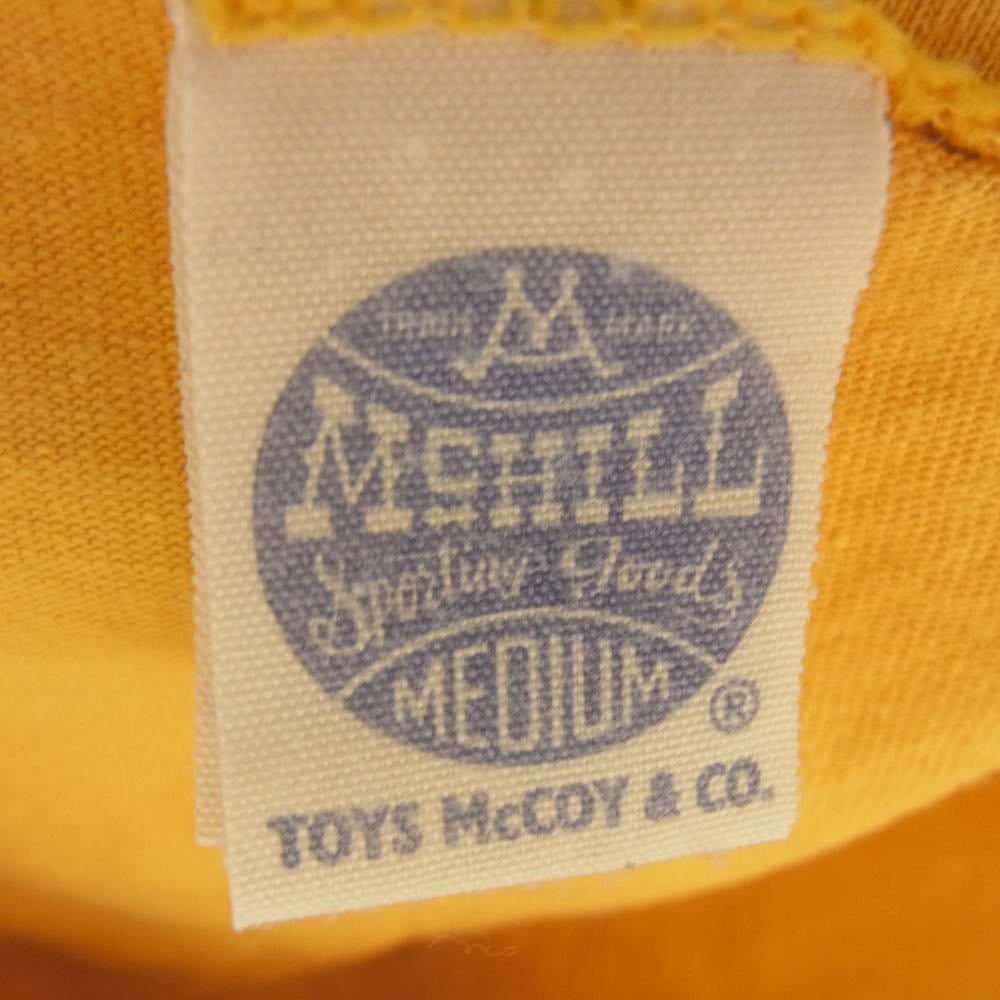 TRADE MARK
McHILL
Sporting Goods
MEDIUM
®
TOYS McCOY & CO.